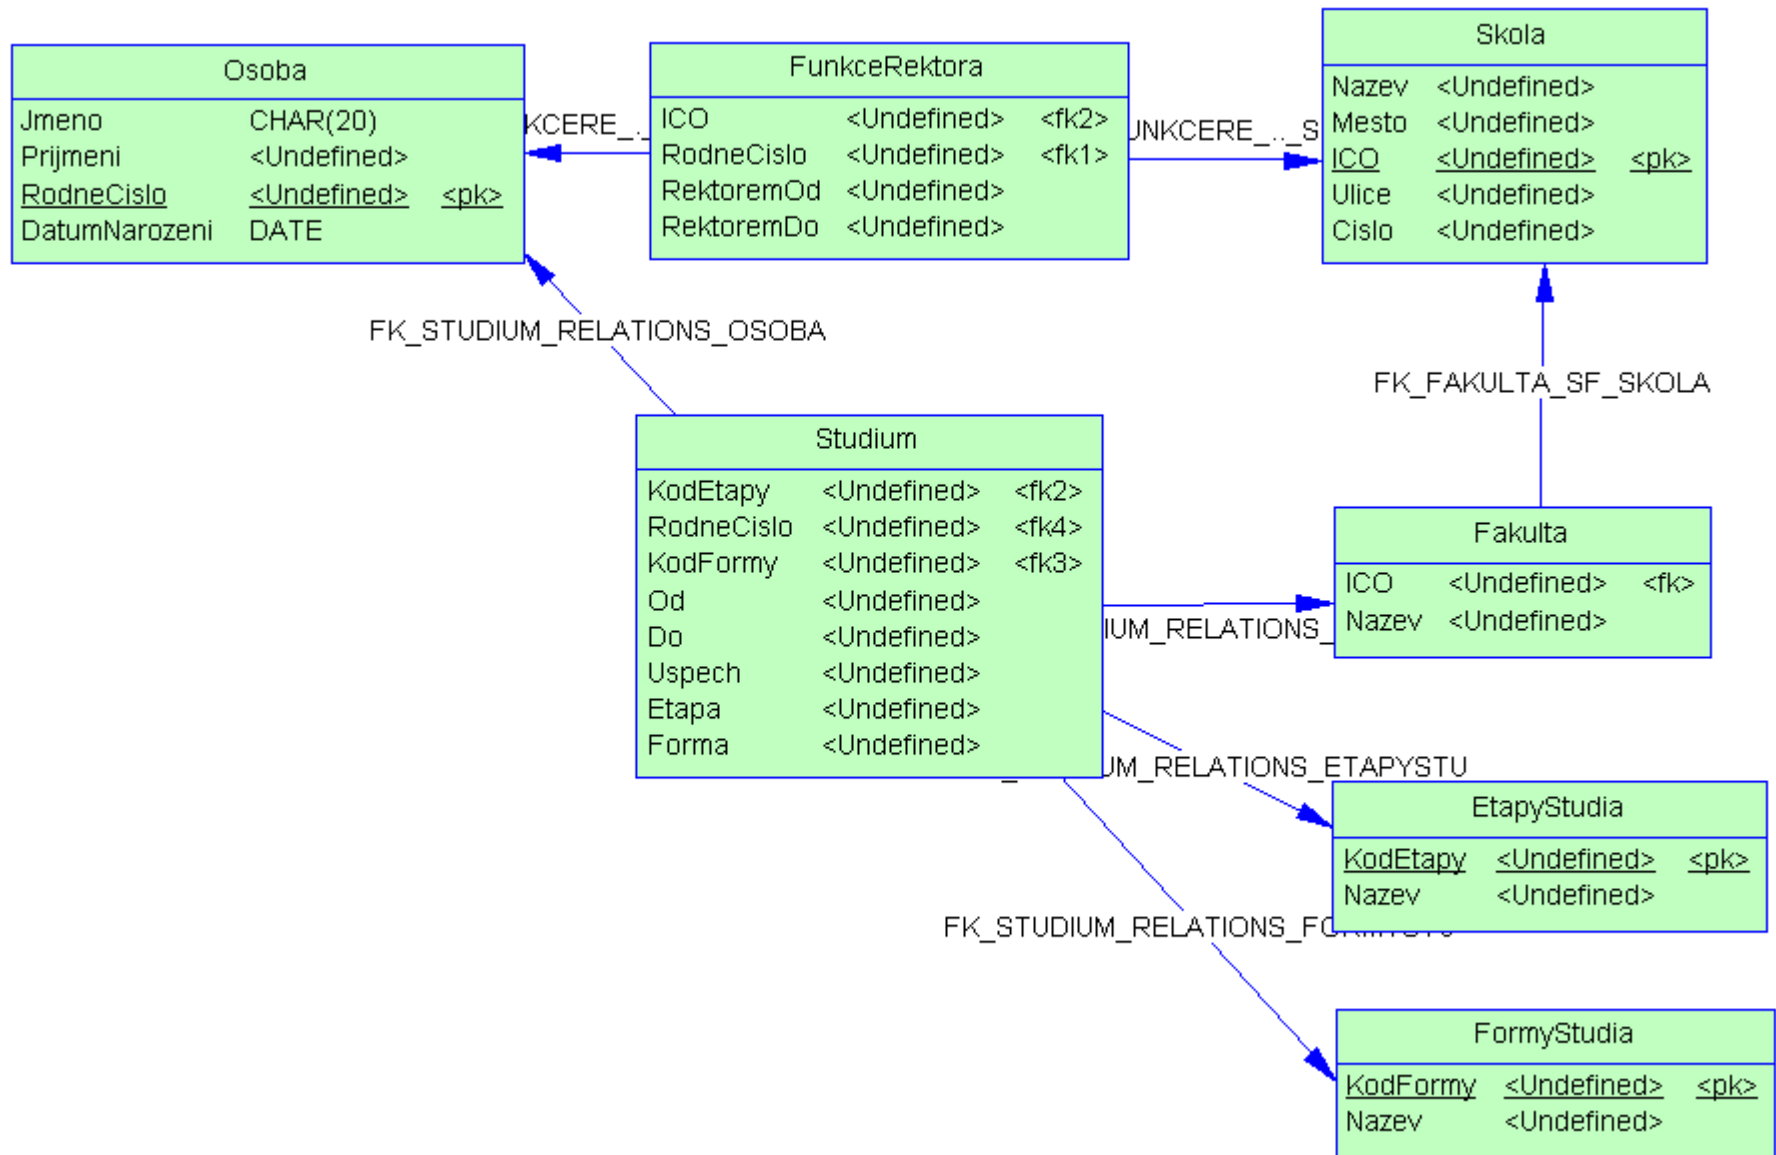 Osoba
Jmeno CHAR(20)
Prijmeni <Undefined>
RodneCislo <Undefined> <pk>
DatumNarozeni DATE
KCERE_._
FunkceRektora
ICO <Undefined> <fk2>
RodneCislo <Undefined> <fk1>
RektoremOd <Undefined>
RektoremDo <Undefined>
UNKCERE_.._S
Skola
Nazev <Undefined>
Mesto <Undefined>
ICO <Undefined> <pk>
Ulice <Undefined>
Cislo <Undefined>
FK_STUDIUM_RELATIONS_OSOBA
FK_FAKULTA_SF_SKOLA
Studium
KodEtapy <Undefined> <fk2>
RodneCislo <Undefined> <fk4>
KodFormy <Undefined> <fk3>
Od <Undefined>
Do <Undefined>
Uspech <Undefined>
Etapa <Undefined>
Forma <Undefined>
Fakulta
ICO <Undefined> <fk>
Nazev <Undefined>
IUM_RELATIONS_
UM_RELATIONS_ETAPYSTU
EtapyStudia
KodEtapy <Undefined> <pk>
Nazev <Undefined>
FK_STUDIUM_RELATIONS_FORMYSTU
FormyStudia
KodFormy <Undefined> <pk>
Nazev <Undefined>